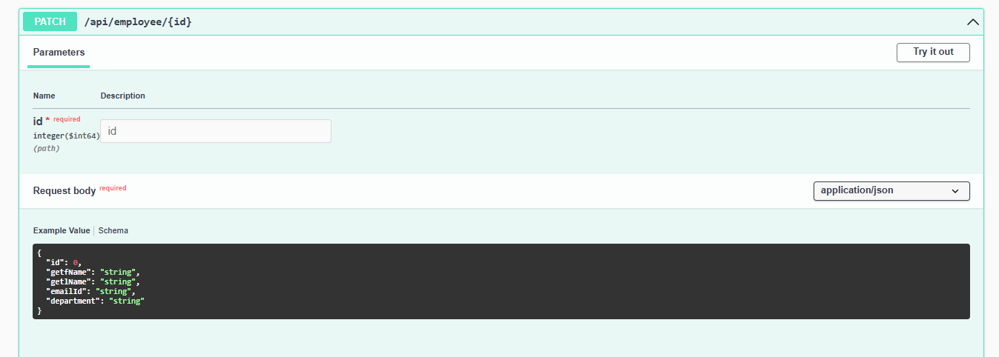 PATCH /api/employee/{id}
Parameters
Try it out
Name Description
id * required
integer($int64)
(path)
id
Request body required
application/json
Example Value Schema
{
  "id": 0,
  "getfName": "string",
  "getlName": "string",
  "emailId": "string",
  "department": "string"
}